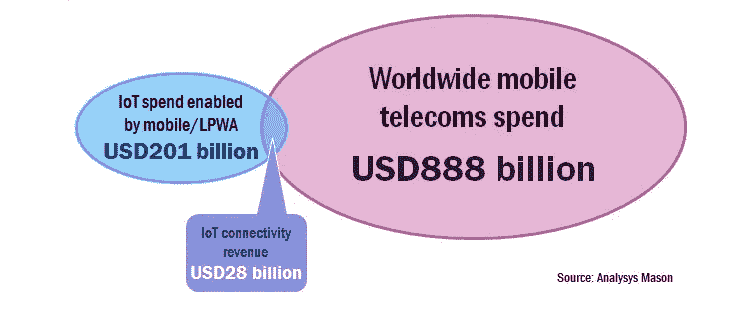 Worldwide mobile
telecoms spend
USD888 billion
IoT spend enabled
by mobile/LPWA
USD201 billion
IoT connectivity
revenue
USD28 billion
Source: Analysys Mason